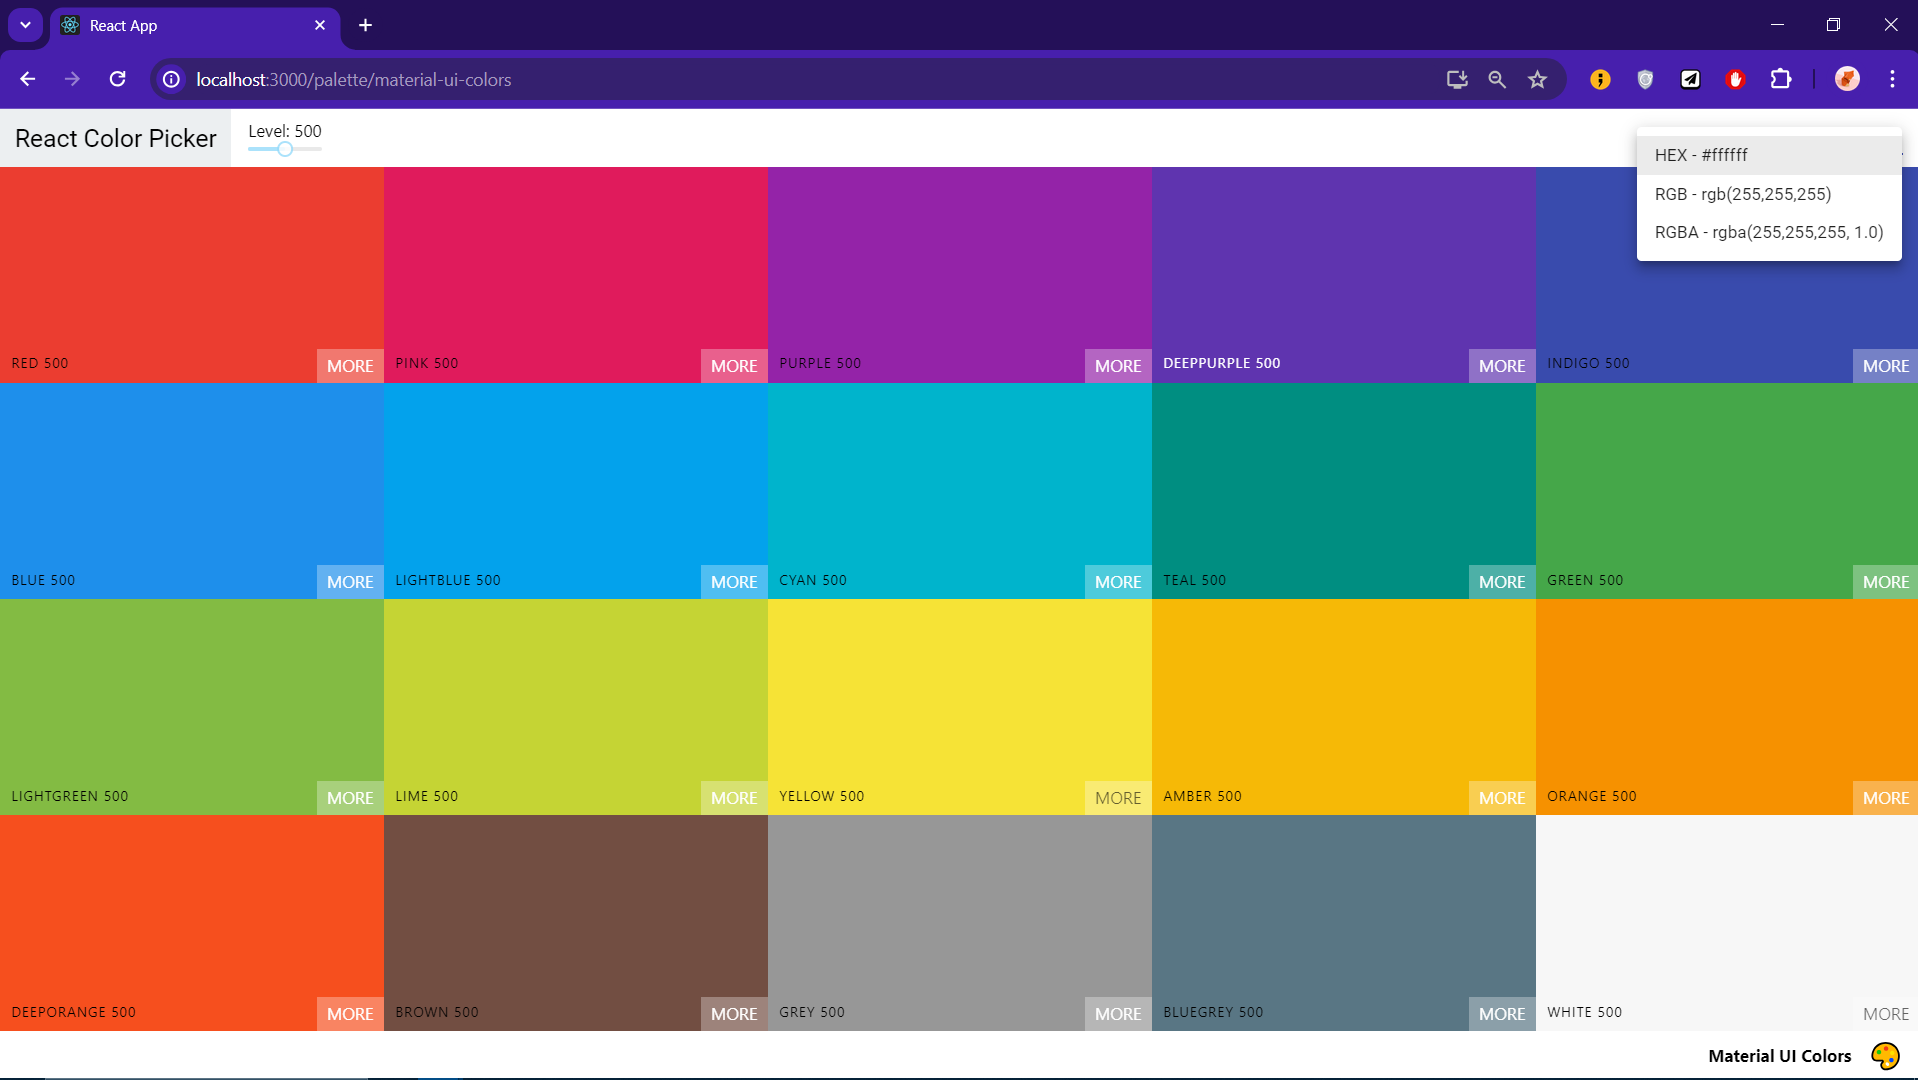 React App
localhost:3000/palette/material-ui-colors
React Color Picker
Level: 500
HEX - #ffffff
RGB - rgb(255,255,255)
RGBA - rgba(255,255,255, 1.0)
RED 500 MORE PINK 500 MORE PURPLE 500 MORE DEEPPURPLE 500 MORE INDIGO 500 MORE
BLUE 500 MORE LIGHTBLUE 500 MORE CYAN 500 MORE TEAL 500 MORE GREEN 500 MORE
LIGHTGREEN 500 MORE LIME 500 MORE YELLOW 500 MORE AMBER 500 MORE ORANGE 500 MORE
DEEPORANGE 500 MORE BROWN 500 MORE GREY 500 MORE BLUEGREY 500 MORE WHITE 500 MORE
Material UI Colors